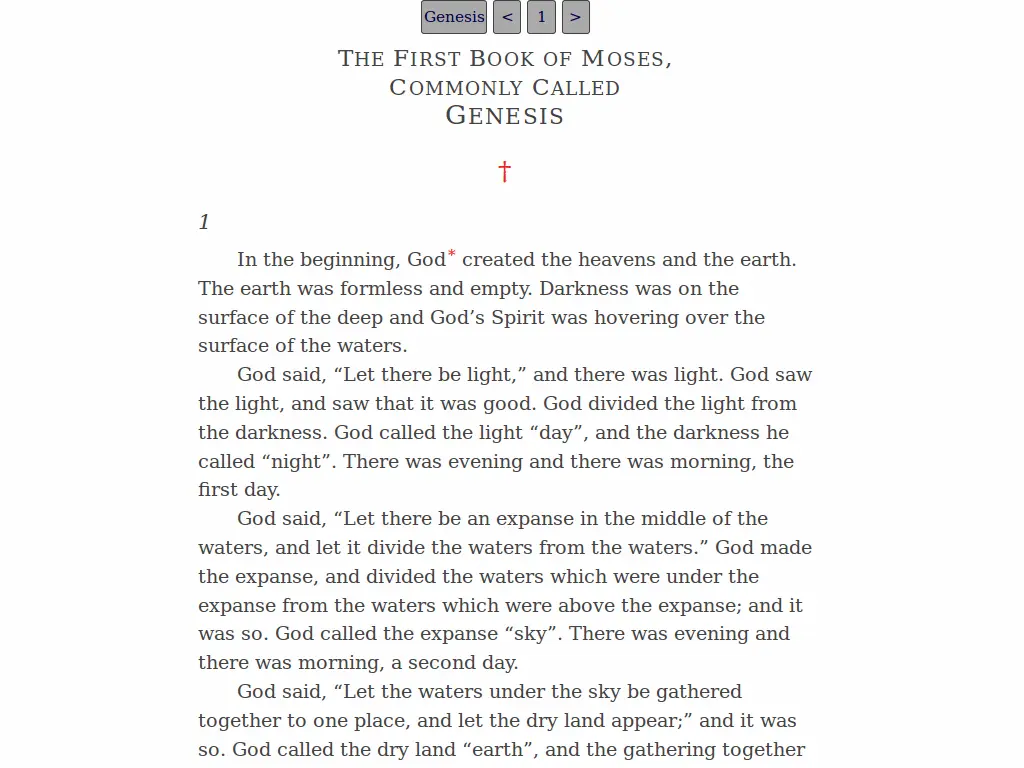 Genesis < 1 >
The First Book of Moses,
Commonly Called
Genesis
†
1
In the beginning, God* created the heavens and the earth.
The earth was formless and empty. Darkness was on the
surface of the deep and God’s Spirit was hovering over the
surface of the waters.
God said, “Let there be light,” and there was light. God saw
the light, and saw that it was good. God divided the light from
the darkness. God called the light “day”, and the darkness he
called “night”. There was evening and there was morning, the
first day.
God said, “Let there be an expanse in the middle of the
waters, and let it divide the waters from the waters.” God made
the expanse, and divided the waters which were under the
expanse from the waters which were above the expanse; and it
was so. God called the expanse “sky”. There was evening and
there was morning, a second day.
God said, “Let the waters under the sky be gathered
together to one place, and let the dry land appear;” and it was
so. God called the dry land “earth”, and the gathering together